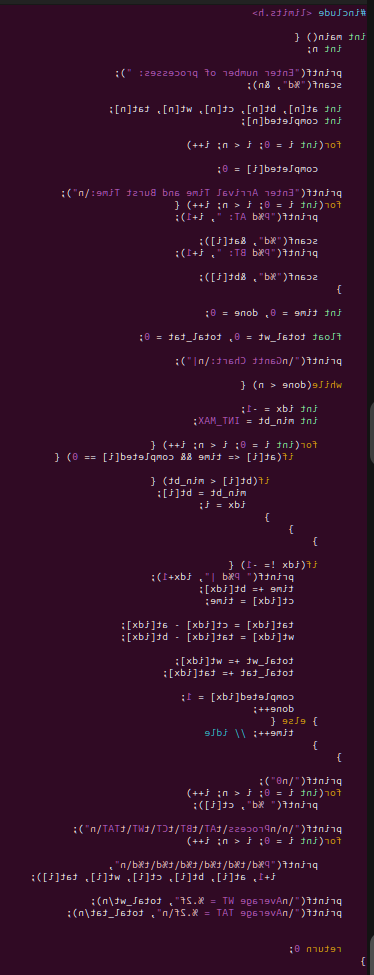 #include <limits.h>
int main() {
int n;
printf("Enter number of processes: ");
scanf("%d", &n);
int at[n], bt[n], ct[n], wt[n], tat[n];
int completed[n];
for(int i = 0; i < n; i++)
completed[i] = 0;
printf("Enter Arrival Time and Burst Time:\n");
for(int i = 0; i < n; i++) {
printf("P%d AT: ", i+1);
scanf("%d", &at[i]);
printf("P%d BT: ", i+1);
scanf("%d", &bt[i]);
}
int time = 0, done = 0;
float total_wt = 0, total_tat = 0;
printf("\nGantt Chart:\n|");
while(done < n) {
int idx = -1;
int min_bt = INT_MAX;
for(int i = 0; i < n; i++) {
if(at[i] <= time && completed[i] == 0) {
if(bt[i] < min_bt) {
min_bt = bt[i];
idx = i;
}
}
}
if(idx != -1) {
printf(" P%d |", idx+1);
time += bt[idx];
ct[idx] = time;
tat[idx] = ct[idx] - at[idx];
wt[idx] = tat[idx] - bt[idx];
total_wt += wt[idx];
total_tat += tat[idx];
completed[idx] = 1;
done++;
} else {
time++; // idle
}
}
printf("\n0");
for(int i = 0; i < n; i++)
printf(" %d", ct[i]);
printf("\n\nProcess\tAT\tBT\tCT\tWT\tTAT\n");
for(int i = 0; i < n; i++)
printf("P%d\t%d\t%d\t%d\t%d\t%d\n",
i+1, at[i], bt[i], ct[i], wt[i], tat[i]);
printf("\nAverage WT = %.2f", total_wt/n);
printf("\nAverage TAT = %.2f\n", total_tat/n);
return 0;
}